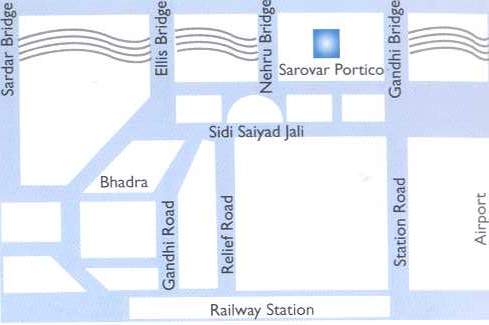 Sardar Bridge
Ellis Bridge
Nehru Bridge
Gandhi Bridge
Sarovar Portico
Sidi Saiyad Jali
Bhadra
Gandhi Road
Relief Road
Station Road
Airport
Railway Station